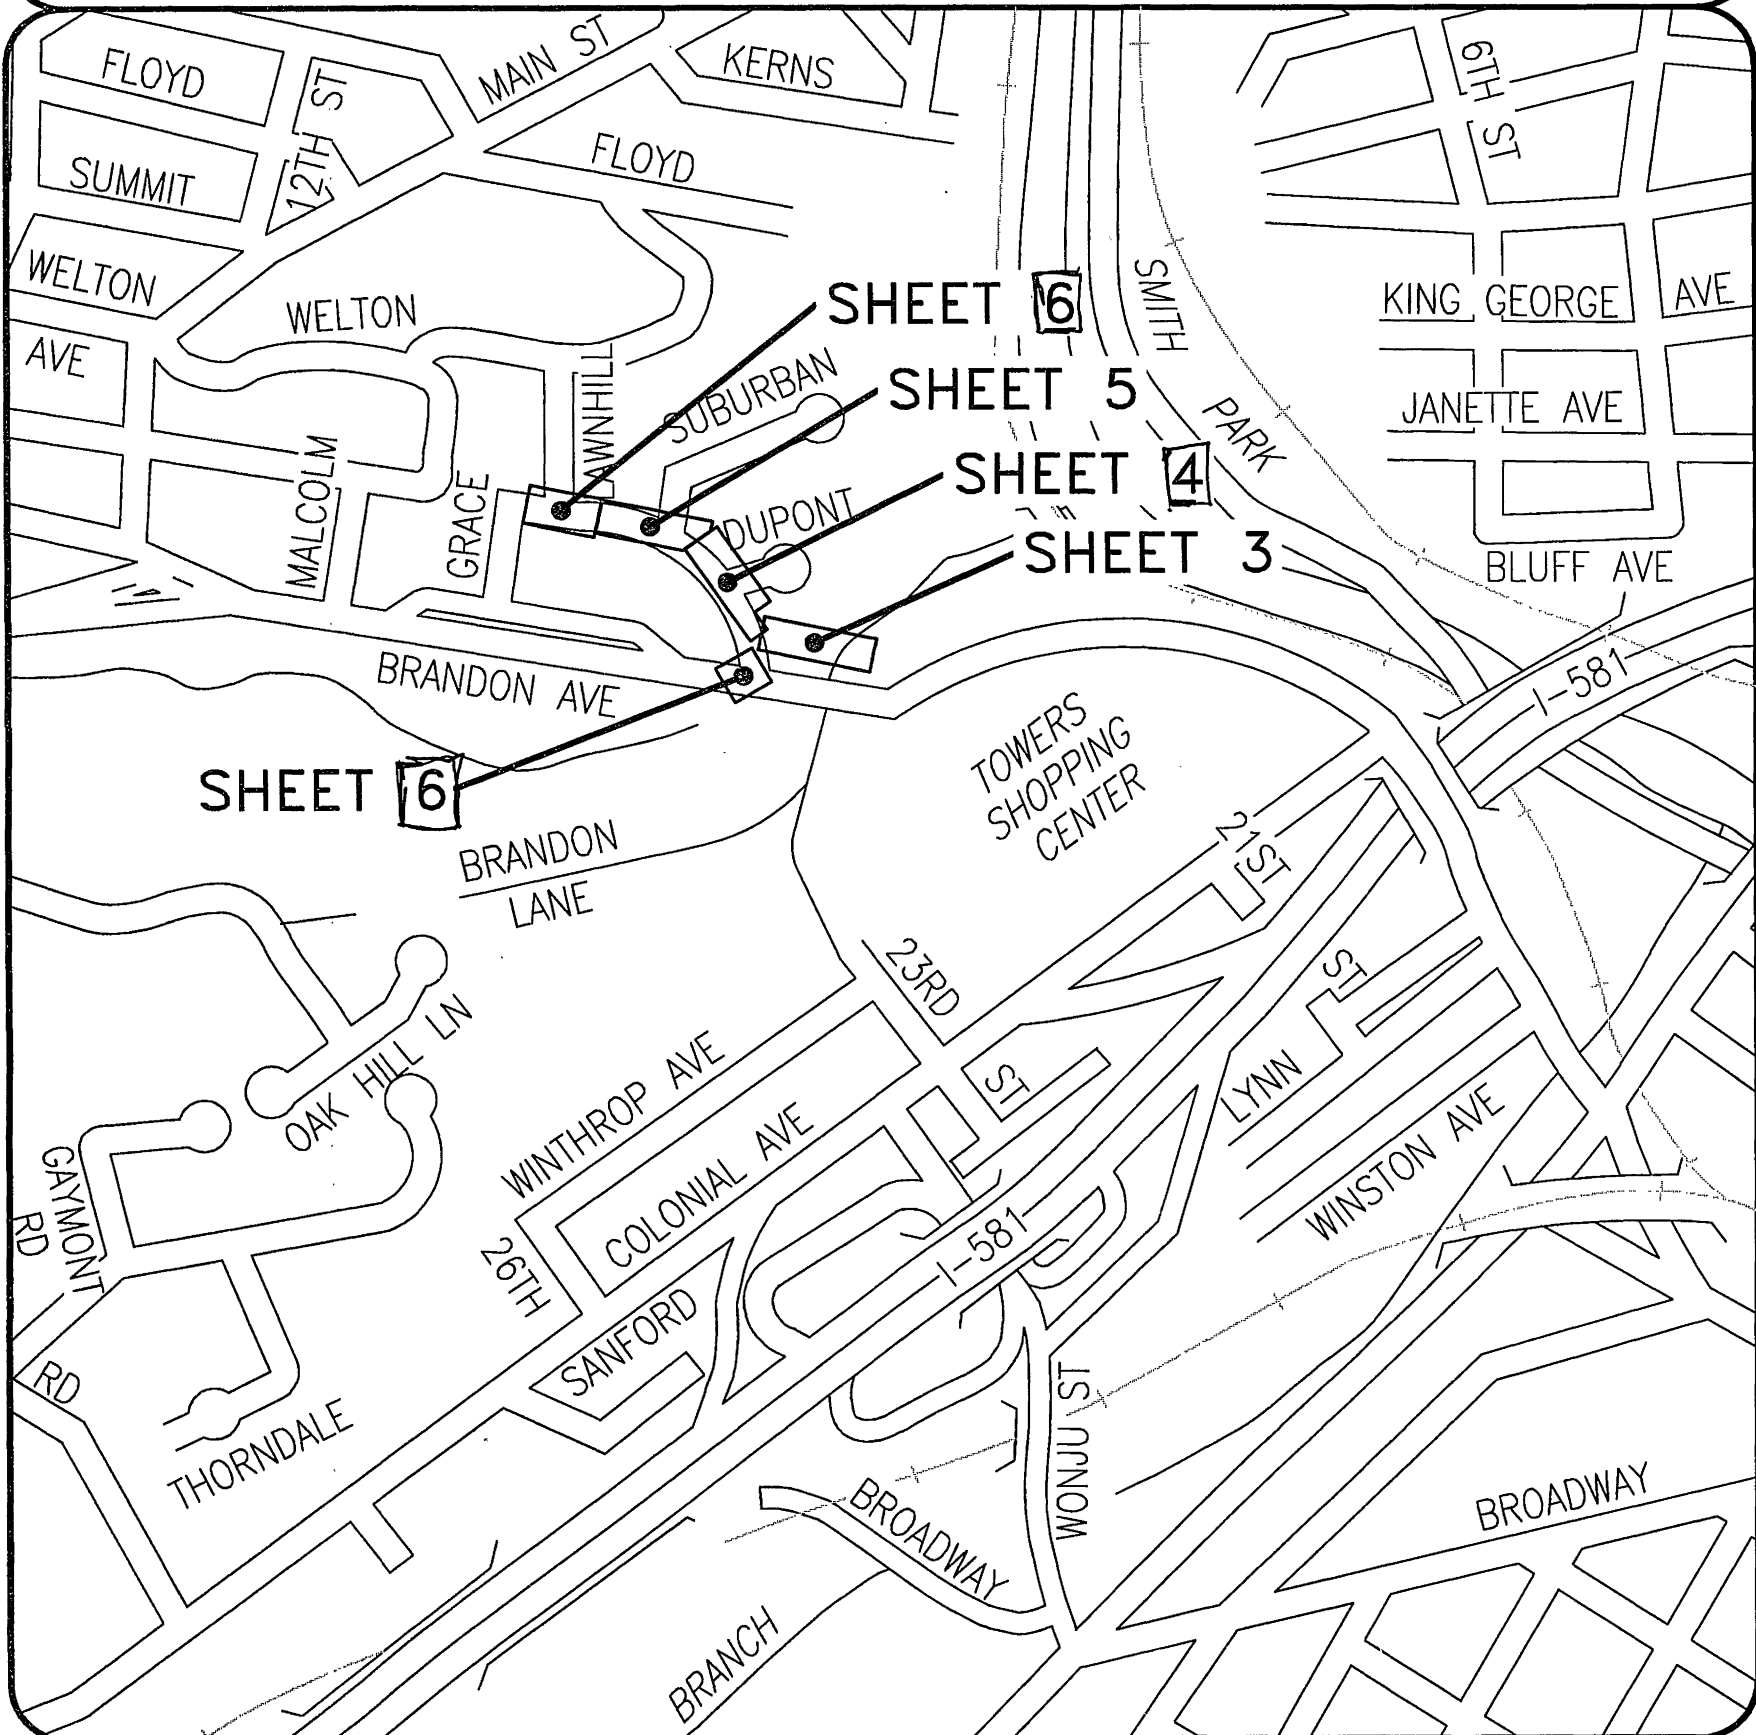 FLOYD
12TH ST
MAIN ST
KERNS
6TH ST
SUMMIT
FLOYD
WELTON
AVE
WELTON
SHEET 6
SMITH
PARK
KING GEORGE AVE
SUBURBAN
SHEET 5
JANETTE AVE
LAWNHILL
MALCOLM
GRACE
SHEET 4
DUPONT
SHEET 3
BLUFF AVE
BRANDON AVE
I-581
TOWERS
SHOPPING
CENTER
SHEET 6
BRANDON
LANE
21ST
ST
23RD
ST
OAK HILL LN
WINTHROP AVE
LYNN
WINSTON AVE
GAYMONT
RD
COLONIAL AVE
26TH
I-581
SANFORD
RD
THORNDALE
WONJU ST
BROADWAY
BROADWAY
BRANCH